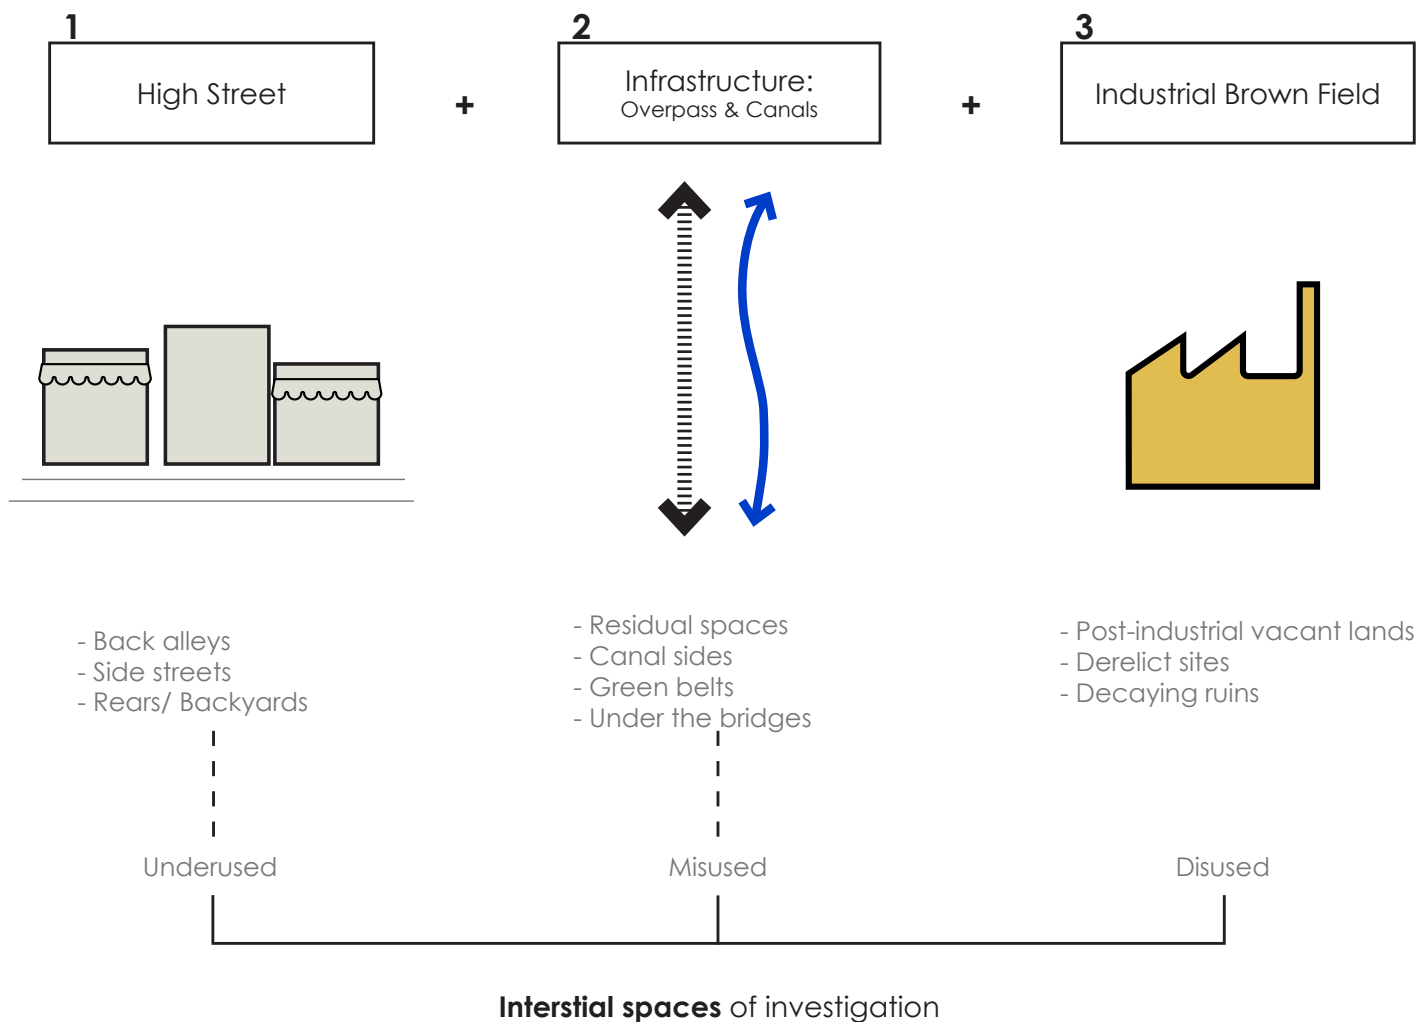 1
High Street
+
2
Infrastructure:
Overpass & Canals
+
3
Industrial Brown Field
- Back alleys
- Side streets
- Rears/ Backyards
- Residual spaces
- Canal sides
- Green belts
- Under the bridges
- Post-industrial vacant lands
- Derelict sites
- Decaying ruins
Underused
Misused
Disused
Interstial spaces of investigation